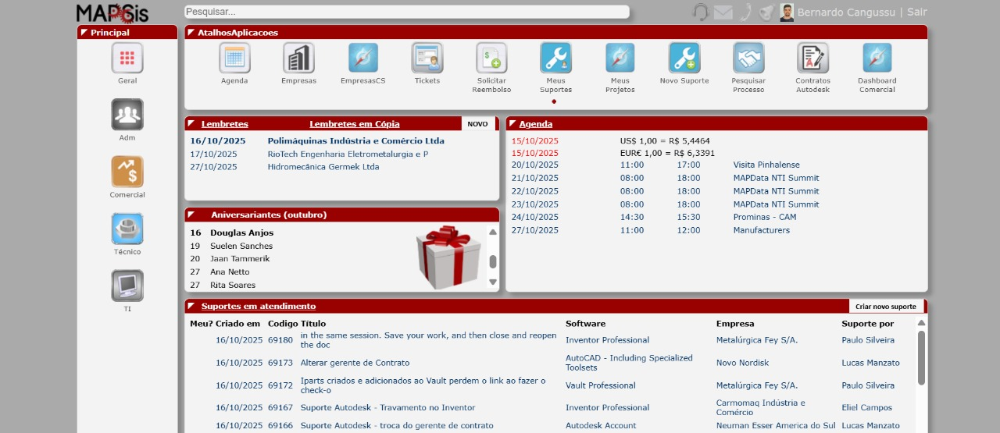 MAPSis
Pesquisar...
Bernardo Cangussu | Sair
Principal
Geral
Adm
Comercial
Técnico
TI
AtalhosAplicacoes
Agenda
Empresas
EmpresasCS
Tickets
Solicitar
Reembolso
Meus
Suportes
Meus
Projetos
Novo Suporte
Pesquisar
Processo
Contratos
Autodesk
Dashboard
Comercial
Lembretes Lembretes em Cópia NOVO
16/10/2025 Polimáquinas Indústria e Comércio Ltda
17/10/2025 RioTech Engenharia Eletrometalurgia e P
27/10/2025 Hidromecânica Germek Ltda
Aniversariantes (outubro)
16 Douglas Anjos
19 Suelen Sanches
20 Jaan Tammerik
27 Ana Netto
27 Rita Soares
Agenda
15/10/2025 US$ 1,00 = R$ 5,4464
15/10/2025 EUR€ 1,00 = R$ 6,3391
20/10/2025 11:00 17:00 Visita Pinhalense
21/10/2025 08:00 18:00 MAPData NTI Summit
22/10/2025 08:00 18:00 MAPData NTI Summit
23/10/2025 08:00 18:00 MAPData NTI Summit
24/10/2025 14:30 15:30 Prominas - CAM
27/10/2025 11:00 12:00 Manufacturers
Suportes em atendimento Criar novo suporte
Meu? Criado em Codigo Título Software Empresa Suporte por
16/10/2025 69180 in the same session. Save your work, and then close and reopen
the doc Inventor Professional Metalúrgica Fey S/A. Paulo Silveira
16/10/2025 69173 Alterar gerente de Contrato AutoCAD - Including Specialized
Toolsets Novo Nordisk Lucas Manzato
16/10/2025 69172 Iparts criados e adicionados ao Vault perdem o link ao fazer o
check-o Vault Professional Metalúrgica Fey S/A. Paulo Silveira
16/10/2025 69167 Suporte Autodesk - Travamento no Inventor Inventor Professional Carmomaq Indústria e
Comércio Eliel Campos
16/10/2025 69166 Suporte Autodesk - troca do gerente de contrato Autodesk Account Neuman Esser America do Sul Lucas Manzato